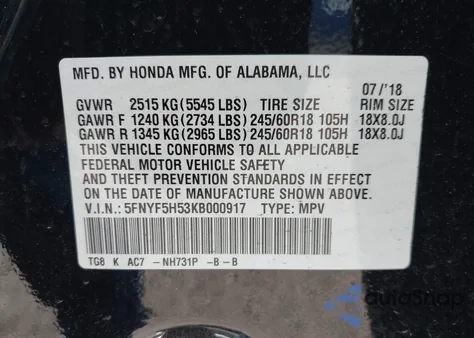 MFD. BY HONDA MFG. OF ALABAMA, LLC
07 /'18
GVWR 2515 KG (5545 LBS) TIRE SIZE RIM SIZE
GAWR F 1240 KG (2734 LBS) 245/60R18 105H 18X8.0J
GAWR R 1345 KG (2965 LBS) 245/60R18 105H 18X8.0J
THIS VEHICLE CONFORMS TO ALL APPLICABLE
FEDERAL MOTOR VEHICLE SAFETY
AND THEFT PREVENTION STANDARDS IN EFFECT ON
THE DATE OF MANUFACTURE SHOWN ABOVE.
V.I.N.: 5FNYF5H53KB000917 TYPE: MPV
TG8 K AC7 -NH731P -B - B
autoSnap